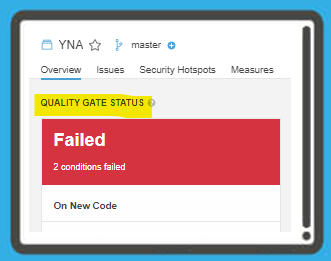 YNA master
Overview Issues Security Hotspots Measures
QUALITY GATE STATUS ?
Failed
2 conditions failed
On New Code